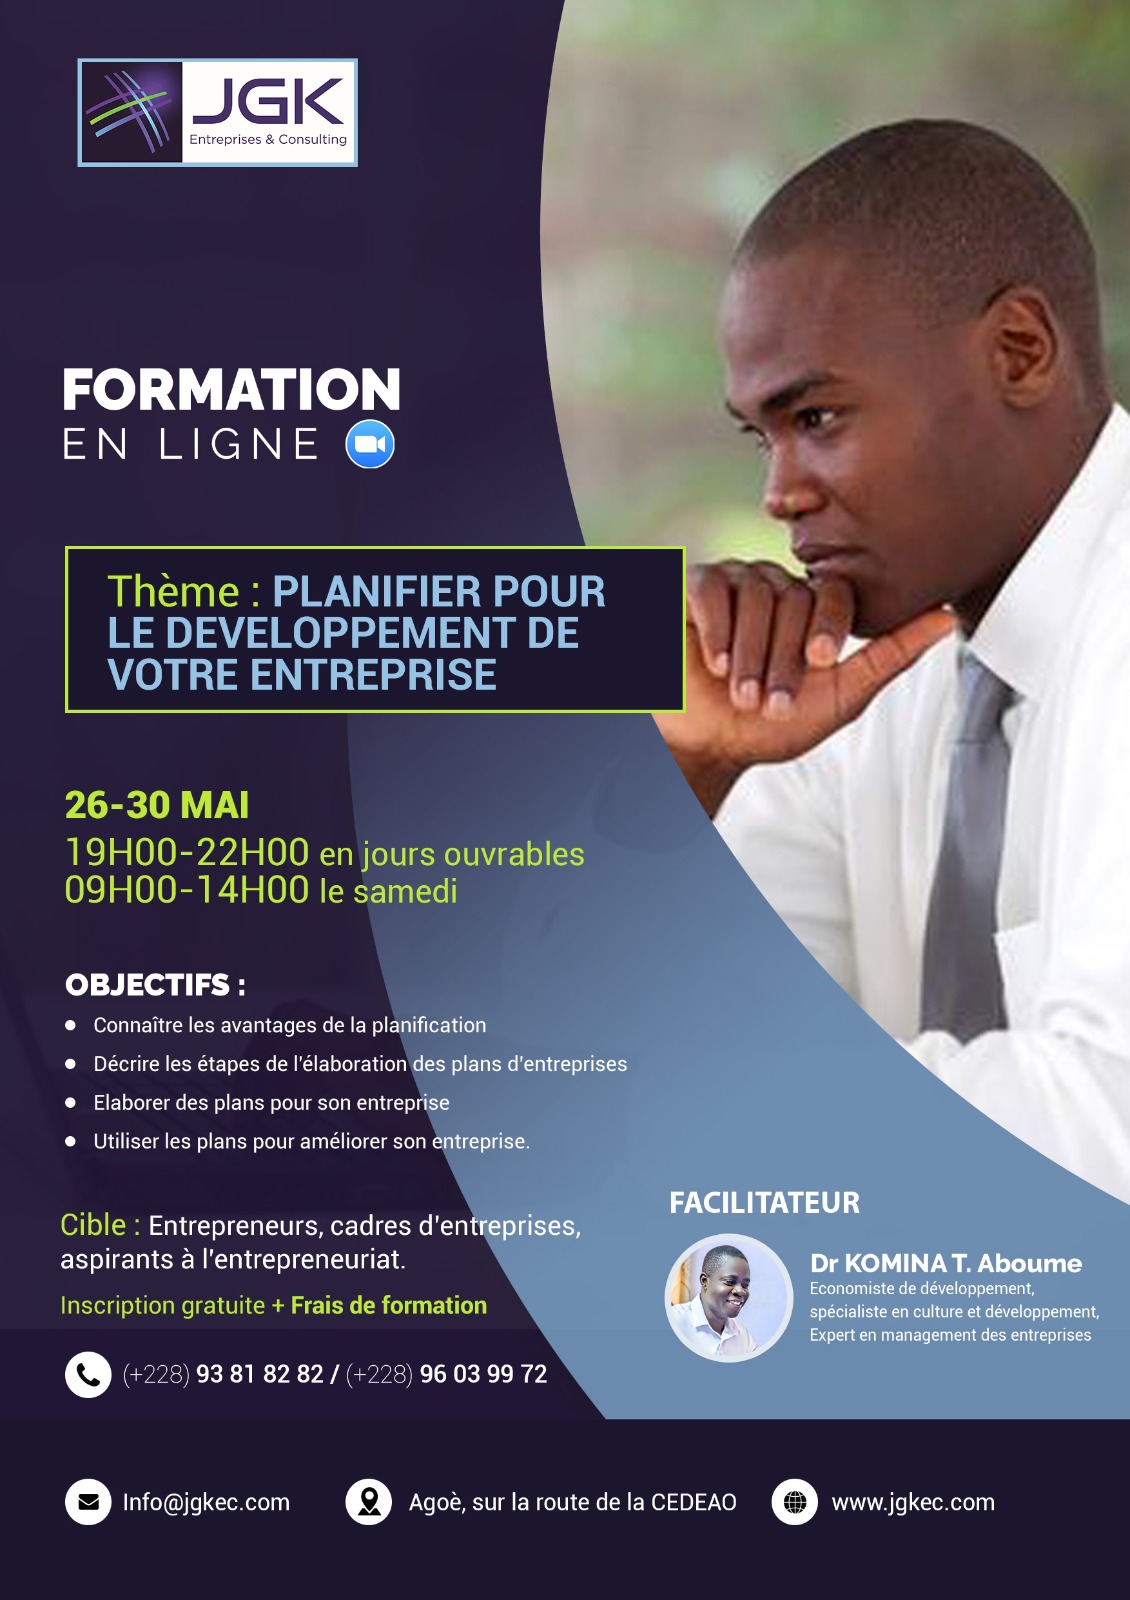 JGK
Entreprises & Consulting
FORMATION
EN LIGNE
Thème : PLANIFIER POUR
LE DEVELOPPEMENT DE
VOTRE ENTREPRISE
26-30 MAI
19H00-22H00 en jours ouvrables
09H00-14H00 le samedi
OBJECTIFS :
Connaître les avantages de la planification
Décrire les étapes de l'élaboration des plans d'entreprises
Elaborer des plans pour son entreprise
Utiliser les plans pour améliorer son entreprise.
Cible : Entrepreneurs, cadres d'entreprises,
aspirants à l'entrepreneuriat.
Inscription gratuite + Frais de formation
(+228) 93 81 82 82 / (+228) 96 03 99 72
FACILITATEUR
Dr KOMINA T. Aboume
Economiste de développement,
spécialiste en culture et développement,
Expert en management des entreprises
Info@jgkec.com
Agoè, sur la route de la CEDEAO
www.jgkec.com